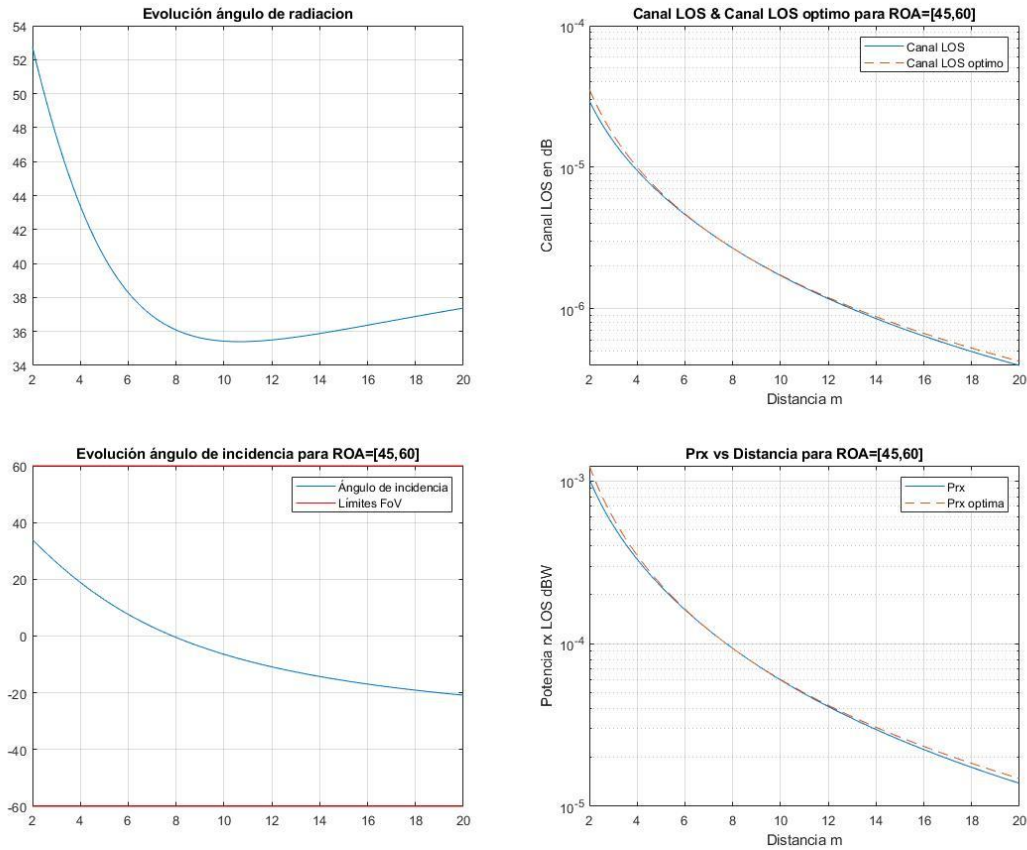 Evolución ángulo de radiacion
54
52
50
48
46
44
42
40
38
36
34
2 4 6 8 10 12 14 16 18 20
Canal LOS & Canal LOS optimo para ROA=[45,60]
Canal LOS
Canal LOS optimo
Canal LOS en dB
10-4
10-5
10-6
2 4 6 8 10 12 14 16 18 20
Distancia m
Evolución ángulo de incidencia para ROA=[45,60]
Ángulo de incidencia
Límites FoV
60
40
20
0
-20
-40
-60
2 4 6 8 10 12 14 16 18 20
Prx vs Distancia para ROA=[45,60]
Prx
Prx optima
Potencia rx LOS dBW
10-3
10-4
10-5
2 4 6 8 10 12 14 16 18 20
Distancia m